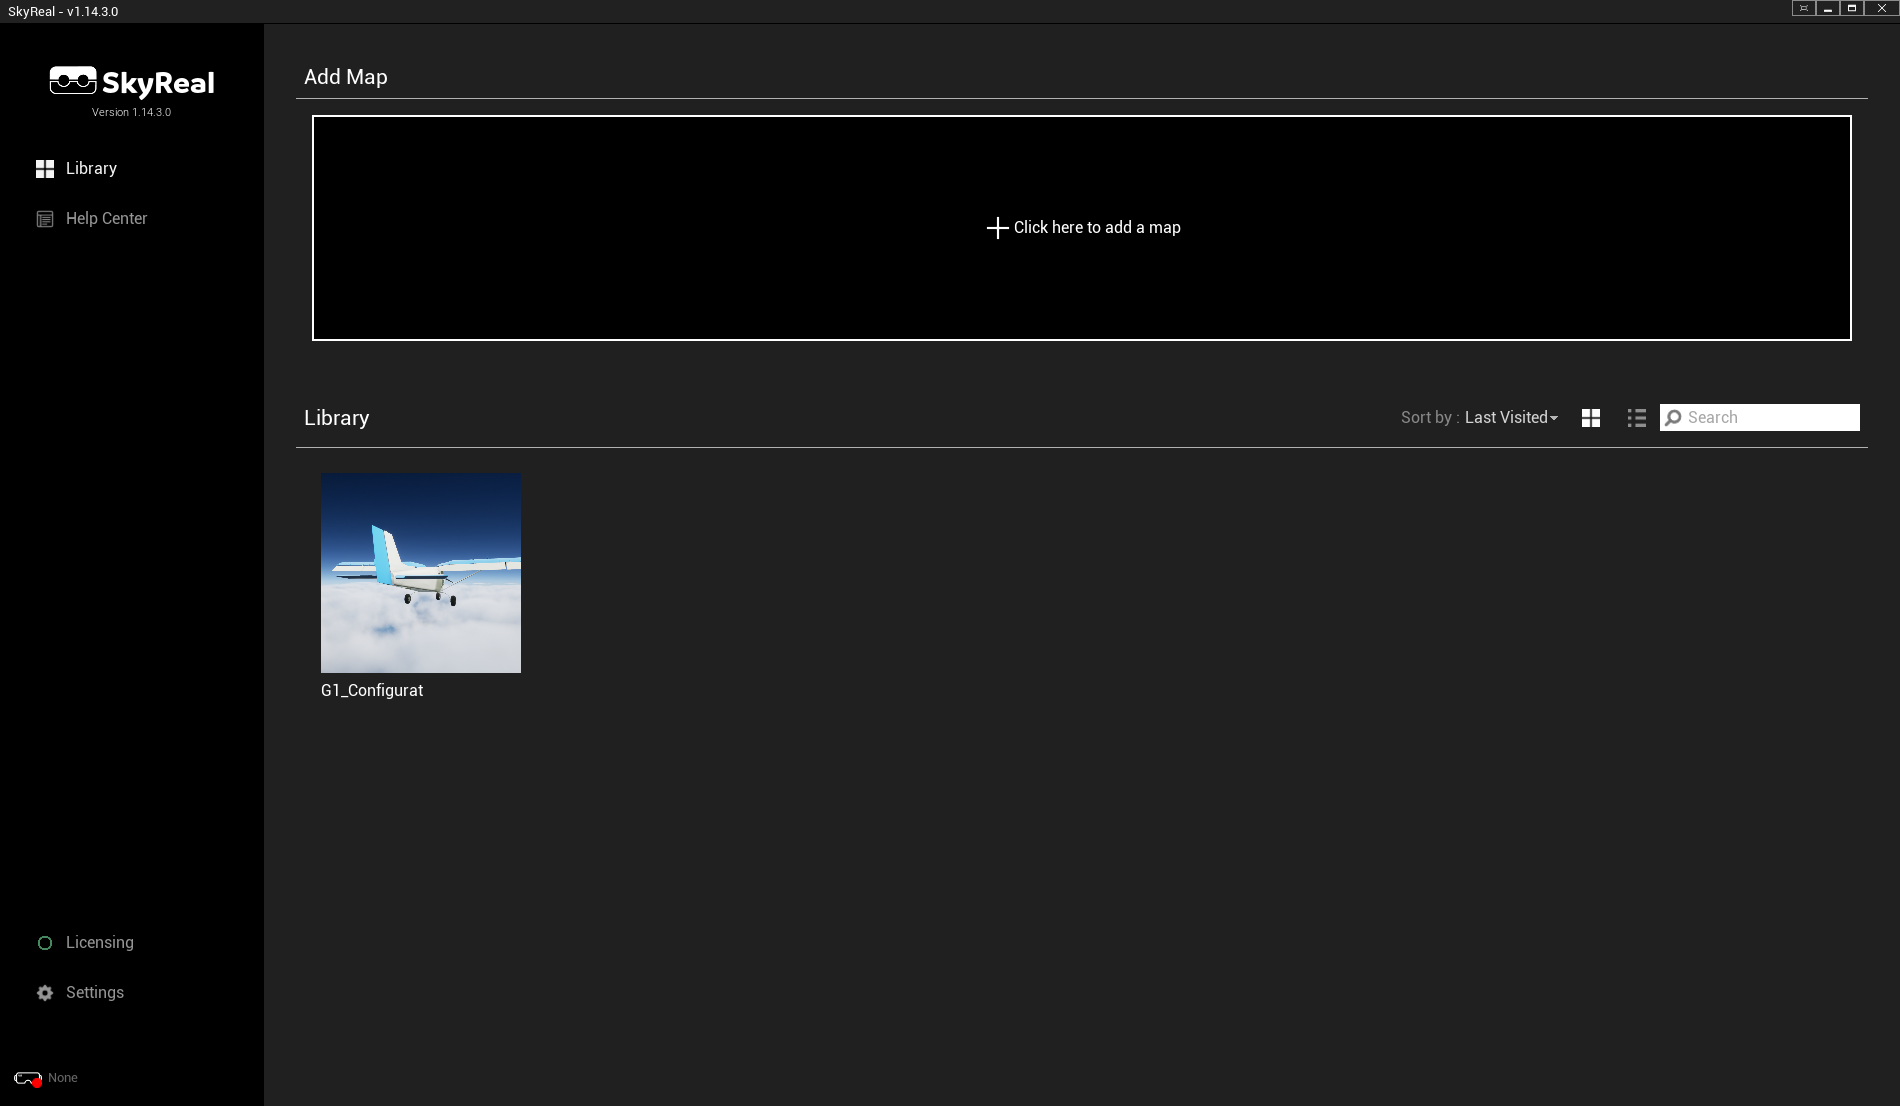 SkyReal - v1.14.3.0
SkyReal
Version 1.14.3.0
Library
Help Center
Licensing
Settings
None
Add Map
Click here to add a map
Library
Sort by : Last Visited
Search
G1_Configurat